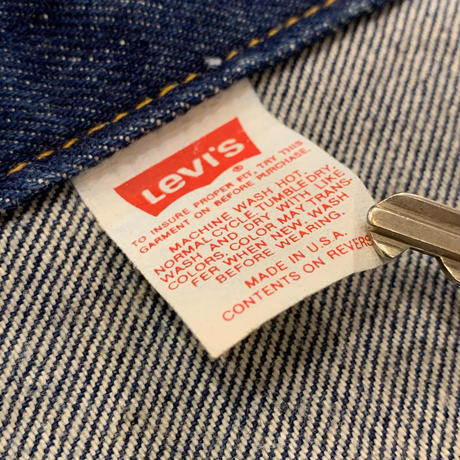 Levi's
®
TO INSURE PROPER FIT, TRY THIS
GARMENT ON BEFORE PURCHASE.
MACHINE WASH HOT.
NORMAL CYCLE. TUMBLE DRY.
WASH AND DRY WITH LIKE
COLORS, COLOR MAY TRANS-
FER WHEN NEW. WASH
BEFORE WEARING.
MADE IN U.S.A.
CONTENTS ON REVERS